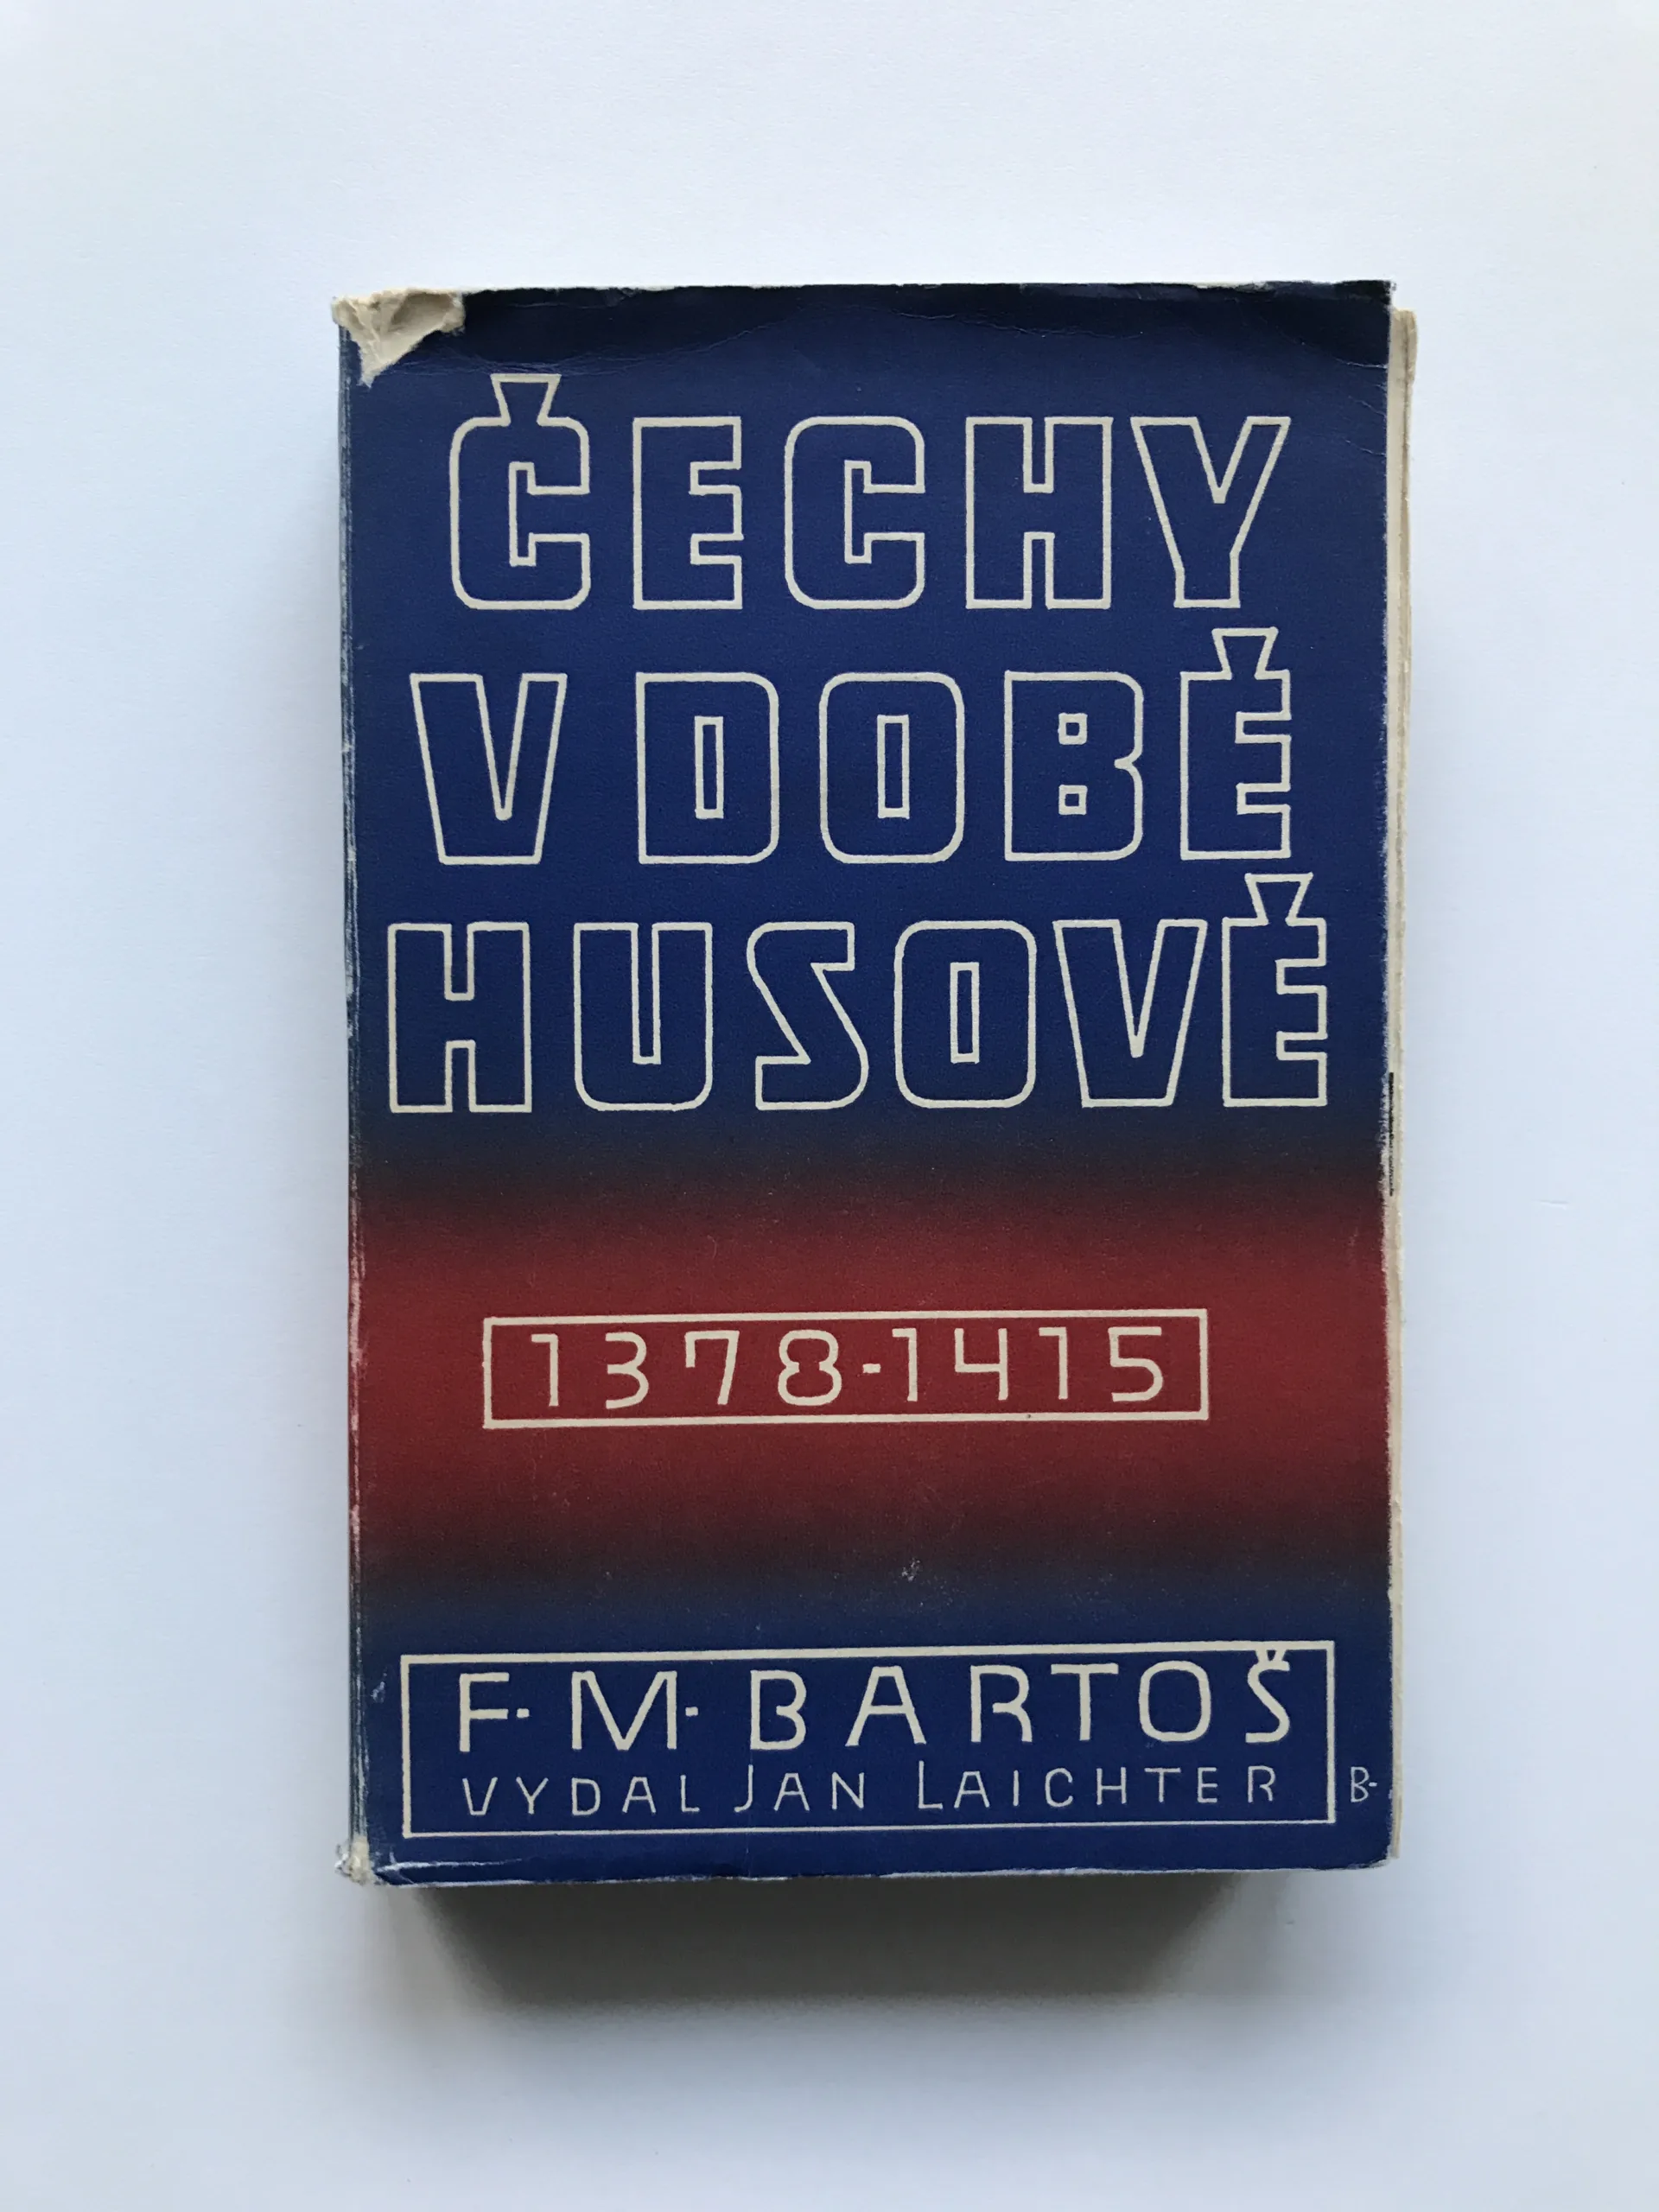 ČECHY
V DOBĚ
HUSOVĚ
1378-1415
F. M. BARTOŠ
VYDAL JAN LAICHTER
B.